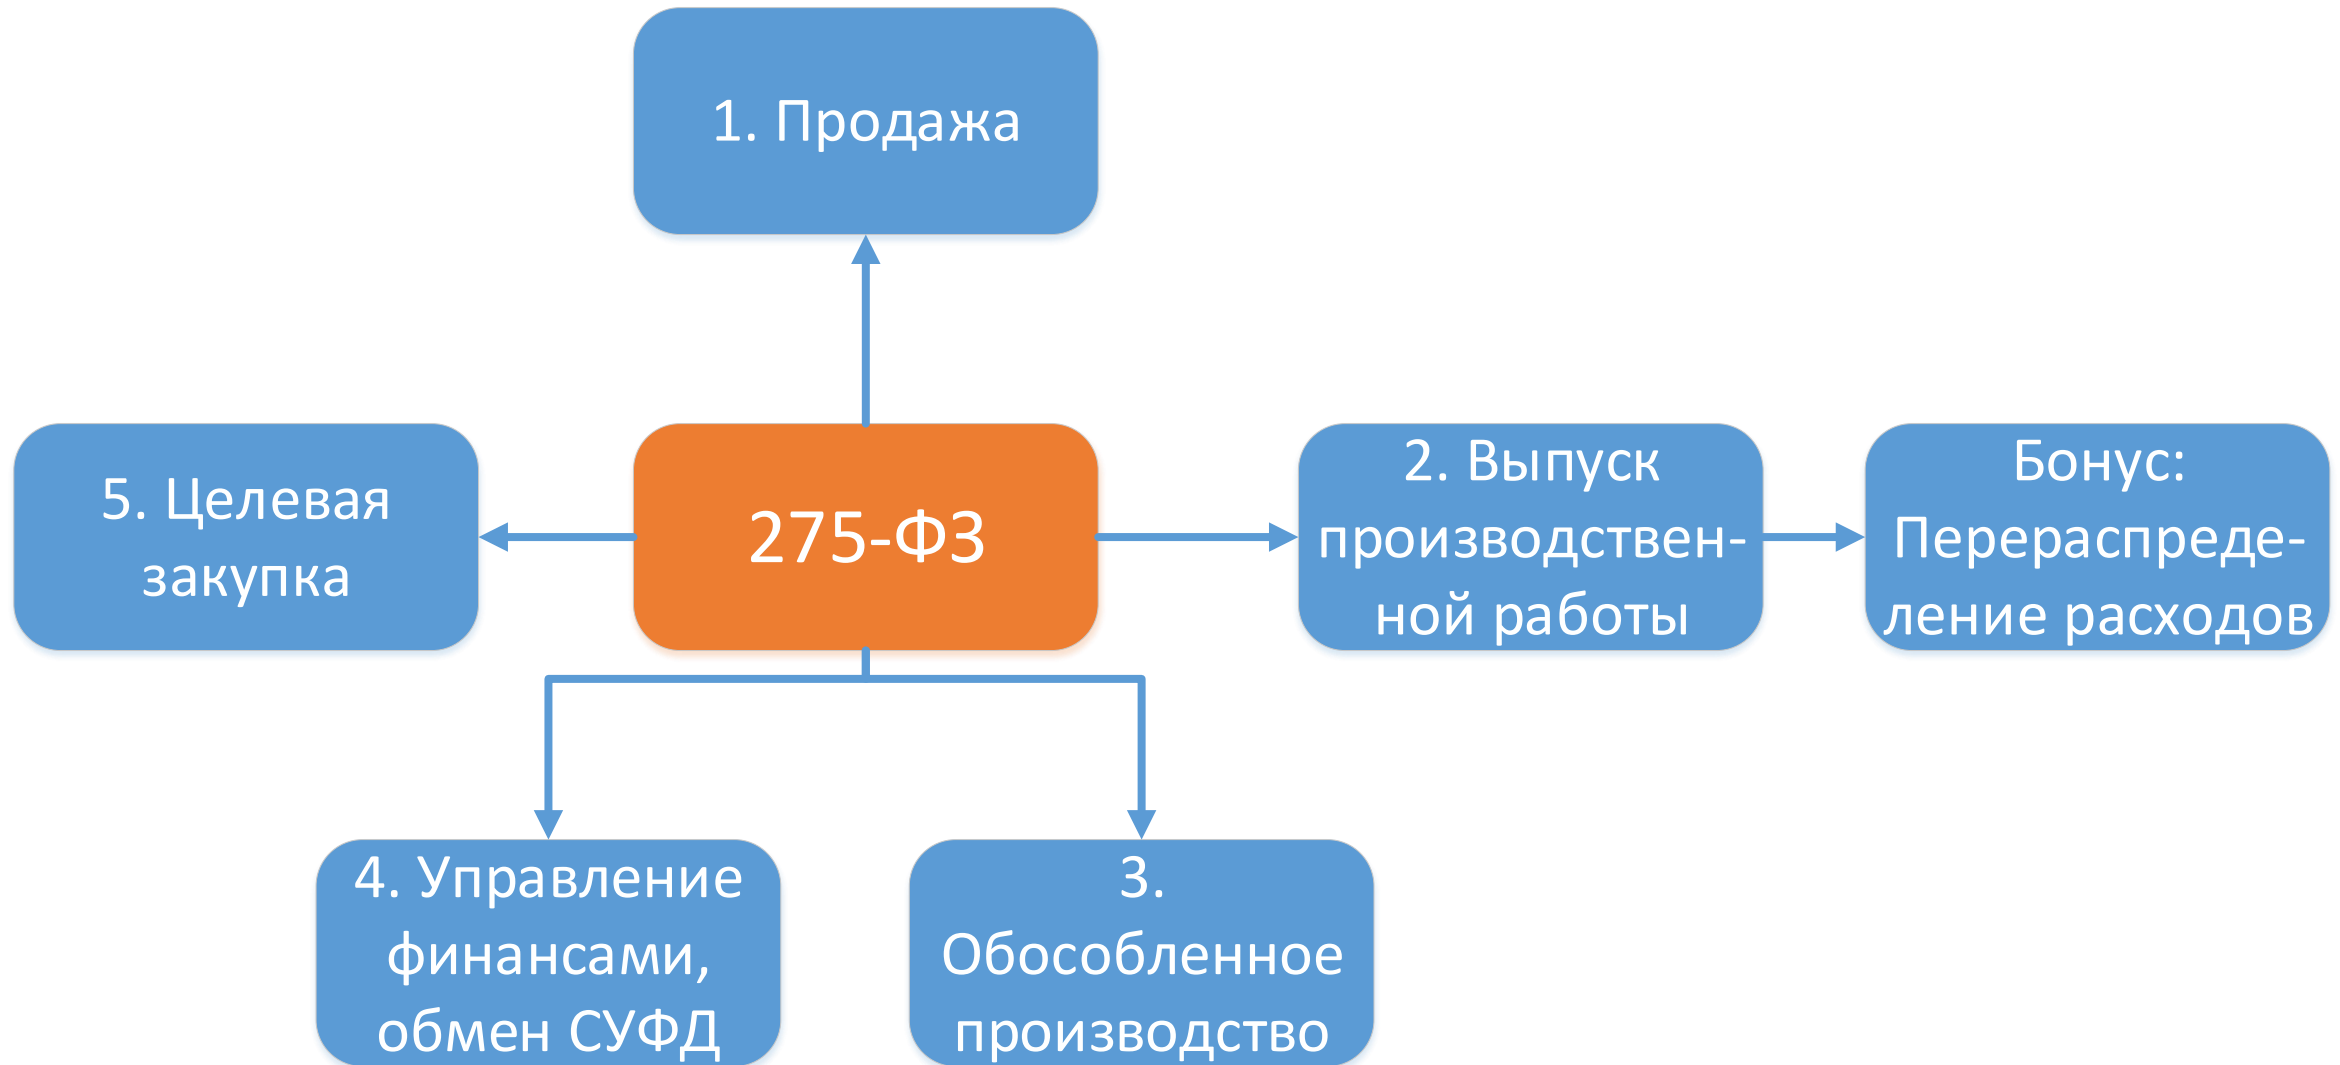 1. Продажа
5. Целевая
закупка
275-ФЗ
2. Выпуск
производствен-
ной работы
Бонус:
Перераспреде-
ление расходов
4. Управление
финансами,
обмен СУФД
3.
Обособленное
производство